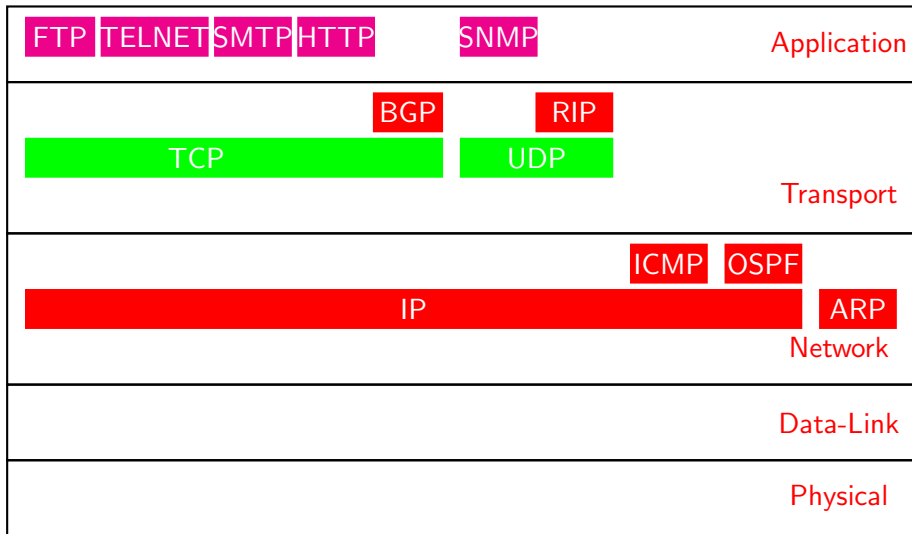 FTP TELNET SMTP HTTP SNMP Application
BGP RIP
TCP UDP
Transport
ICMP OSPF
IP ARP
Network
Data-Link
Physical